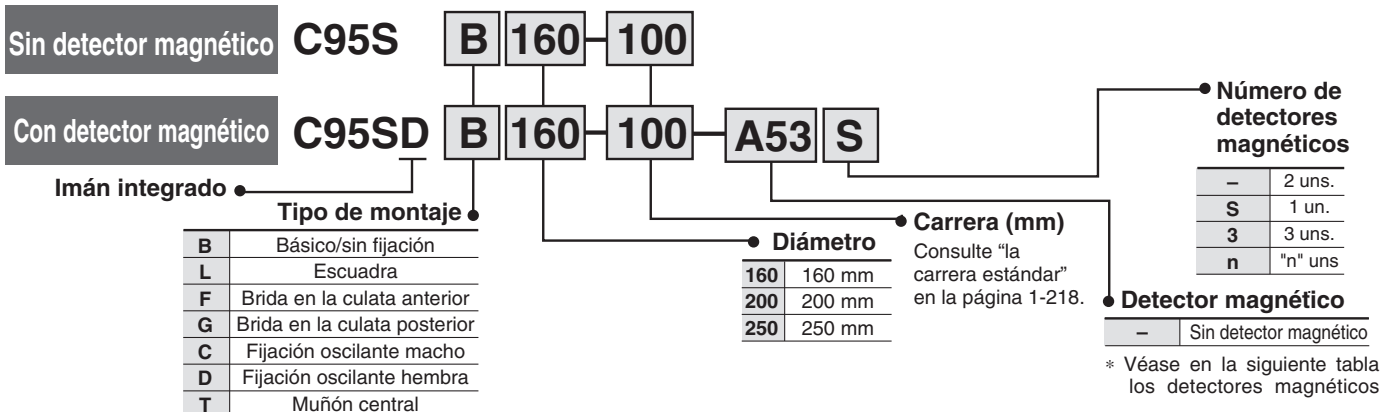 Sin detector magnético C95S B 160-100
Con detector magnético C95SD B 160-100-A53 S
Imán integrado
Tipo de montaje
B Básico/sin fijación
L Escuadra
F Brida en la culata anterior
G Brida en la culata posterior
C Fijación oscilante macho
D Fijación oscilante hembra
T Muñón central
Diámetro
160 160 mm
200 200 mm
250 250 mm
Carrera (mm)
Consulte “la
carrera estándar”
en la página 1-218.
Número de
detectores
magnéticos
– 2 uns.
S 1 un.
3 3 uns.
n "n" uns
Detector magnético
– Sin detector magnético
* Véase en la siguiente tabla
los detectores magnéticos